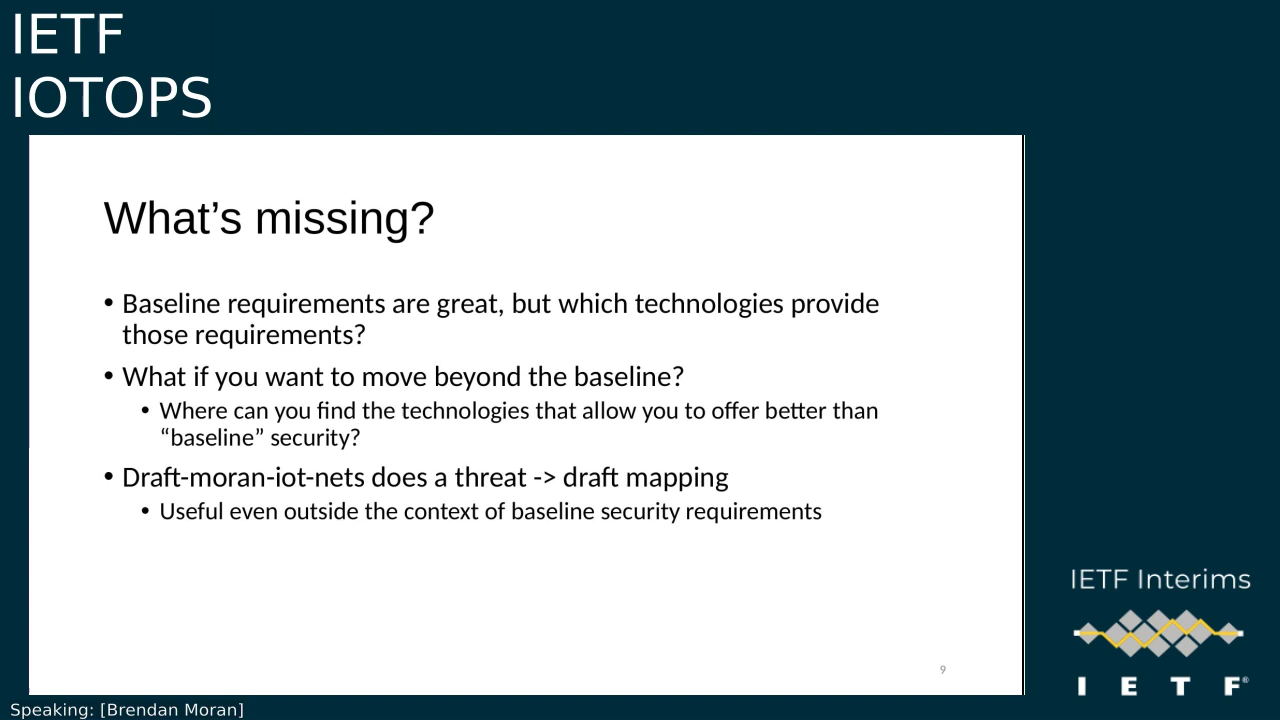 IETF
IOTOPS
What’s missing?
• Baseline requirements are great, but which technologies provide
those requirements?
• What if you want to move beyond the baseline?
• Where can you find the technologies that allow you to offer better than
“baseline” security?
• Draft-moran-iot-nets does a threat -> draft mapping
• Useful even outside the context of baseline security requirements
9
IETF Interims
I E T F®
Speaking: [Brendan Moran]